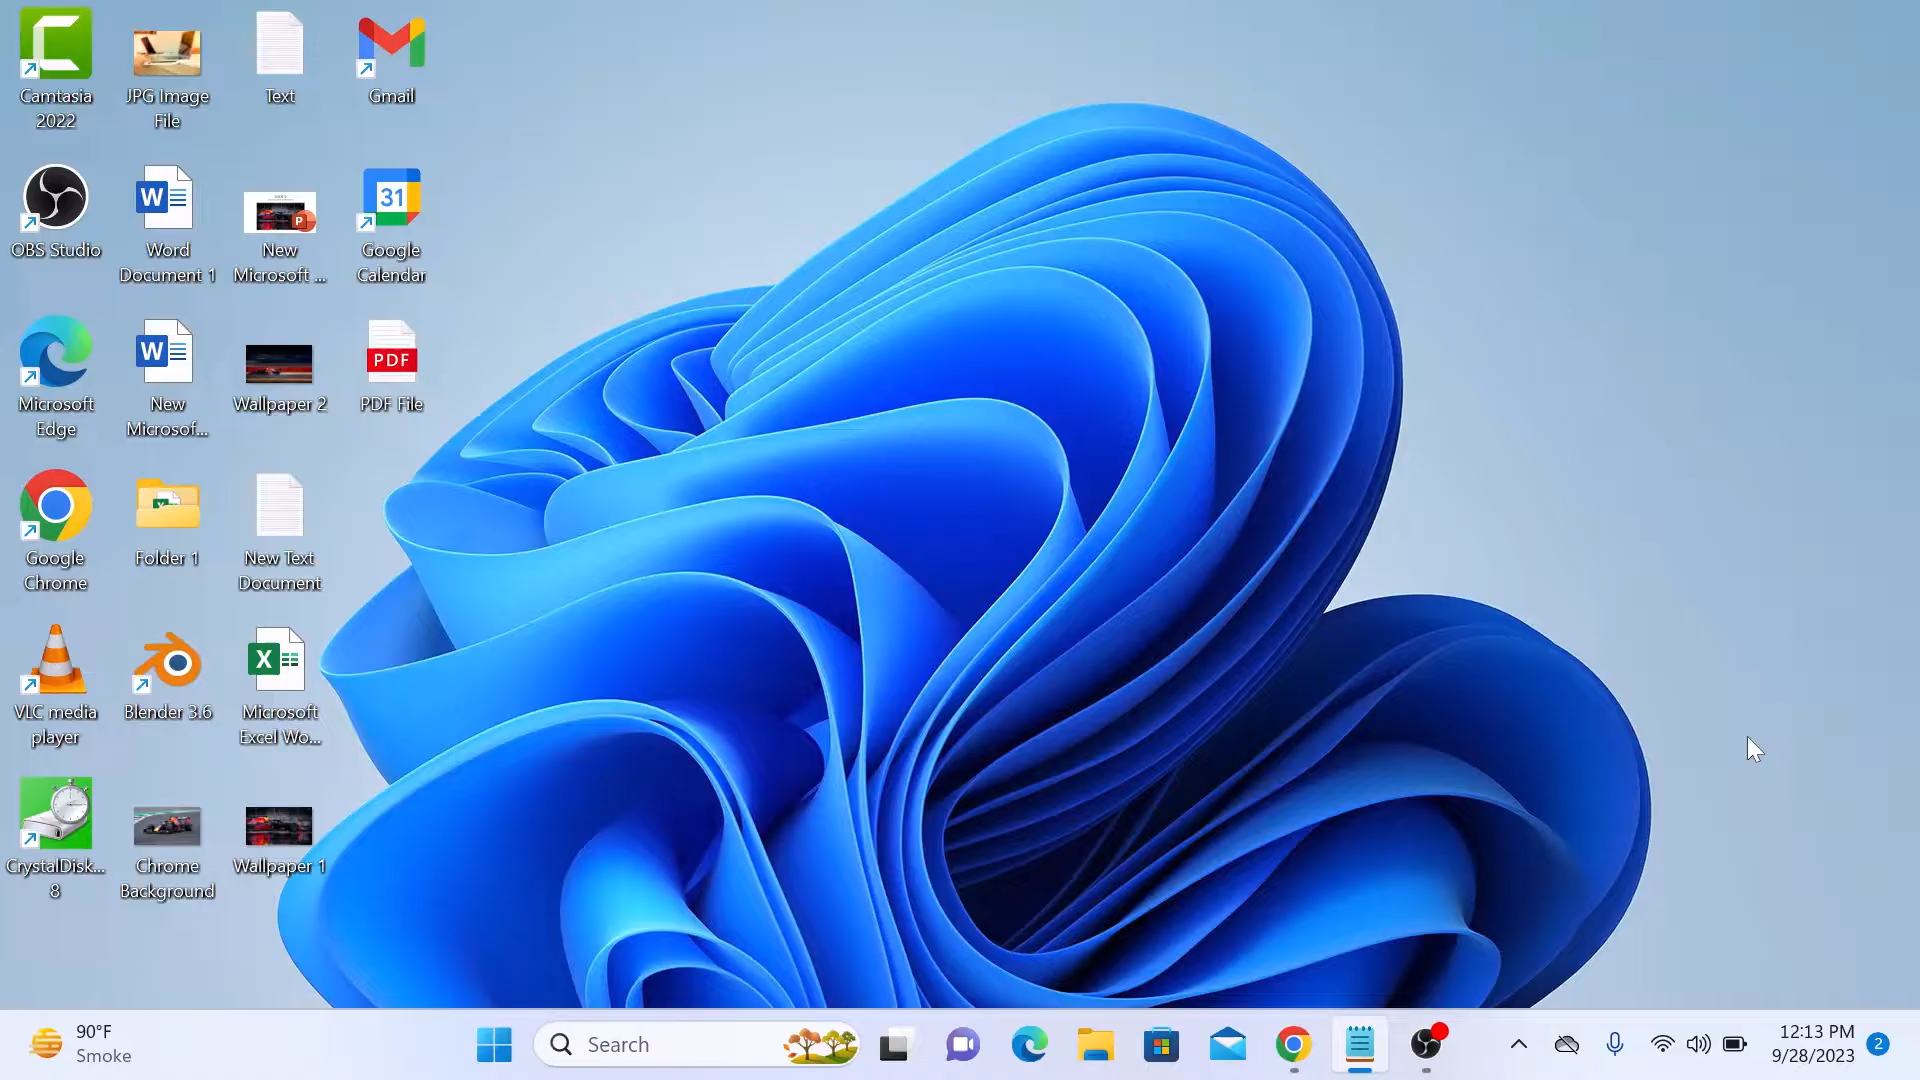 Camtasia
2022
JPG Image
File
Text
Gmail
OBS Studio
Word
Document 1
New
Microsoft ...
31
Google
Calendar
Microsoft
Edge
New
Microsof...
Wallpaper 2
PDF
PDF File
Google
Chrome
Folder 1
New Text
Document
VLC media
player
Blender 3.6
Microsoft
Excel Wo...
CrystalDisk...
8
Chrome
Background
Wallpaper 1
90°F
Smoke
Search
12:13 PM
9/28/2023
2